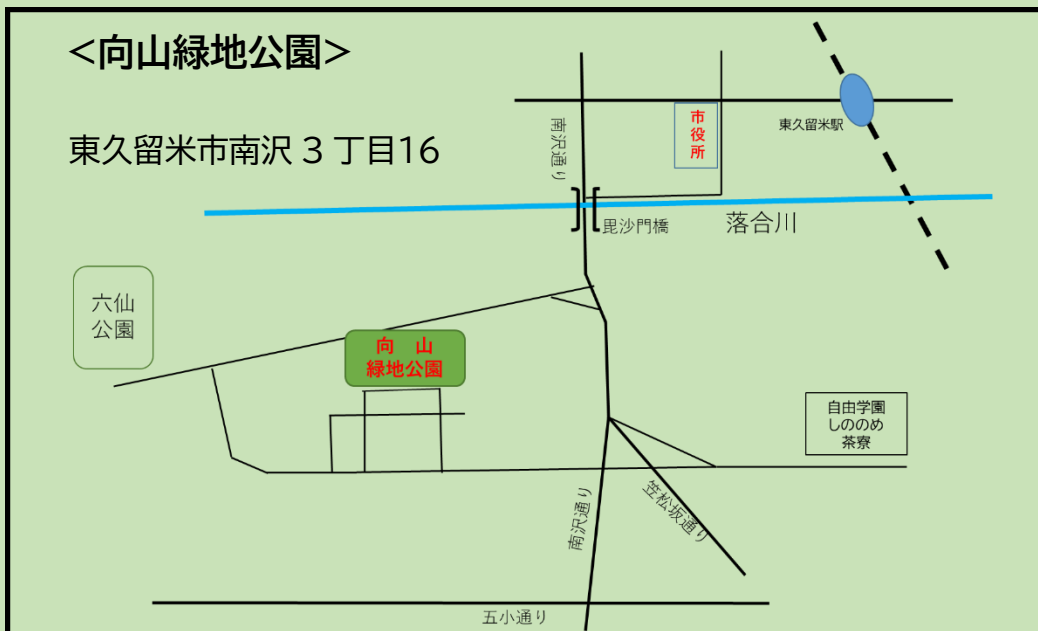 <向山緑地公園>
東久留米市南沢３丁目16
南沢通り
市役所
東久留米駅
毘沙門橋
落合川
六仙
公園
向　山
緑地公園
自由学園
しののめ
茶寮
南沢通り
笠松坂通り
五小通り